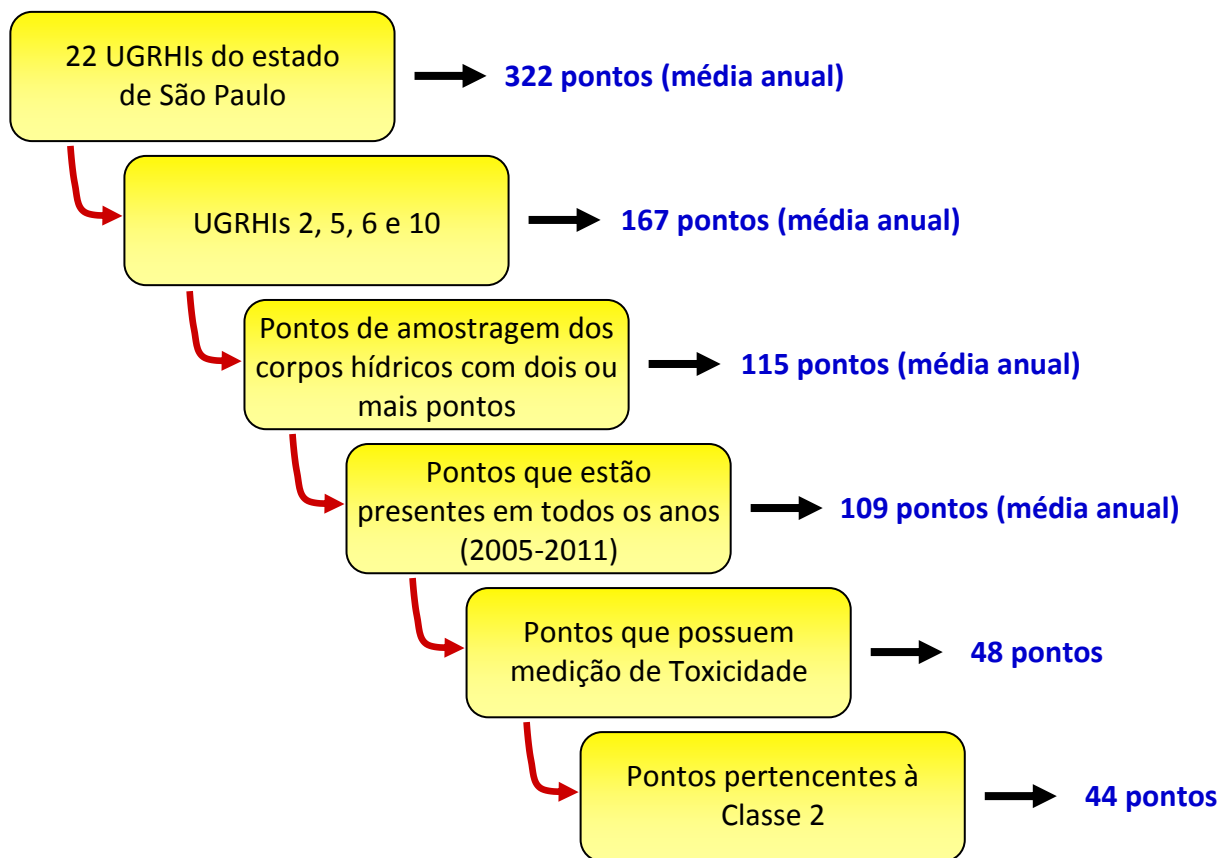 22 UGRHIs do estado
de São Paulo
322 pontos (média anual)
UGRHIs 2, 5, 6 e 10
167 pontos (média anual)
Pontos de amostragem dos
corpos hídricos com dois ou
mais pontos
115 pontos (média anual)
Pontos que estão
presentes em todos os anos
(2005-2011)
109 pontos (média anual)
Pontos que possuem
medição de Toxicidade
48 pontos
Pontos pertencentes à
Classe 2
44 pontos